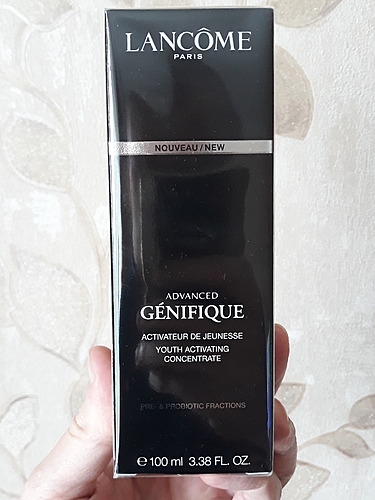 LANCÔME
PARIS
NOUVEAU/NEW
ADVANCED
GÉNIFIQUE
ACTIVATEUR DE JEUNESSE
YOUTH ACTIVATING
CONCENTRATE
PRE- & PROBIOTIC FRACTIONS
℮ 100 ml 3.38 FL. OZ.